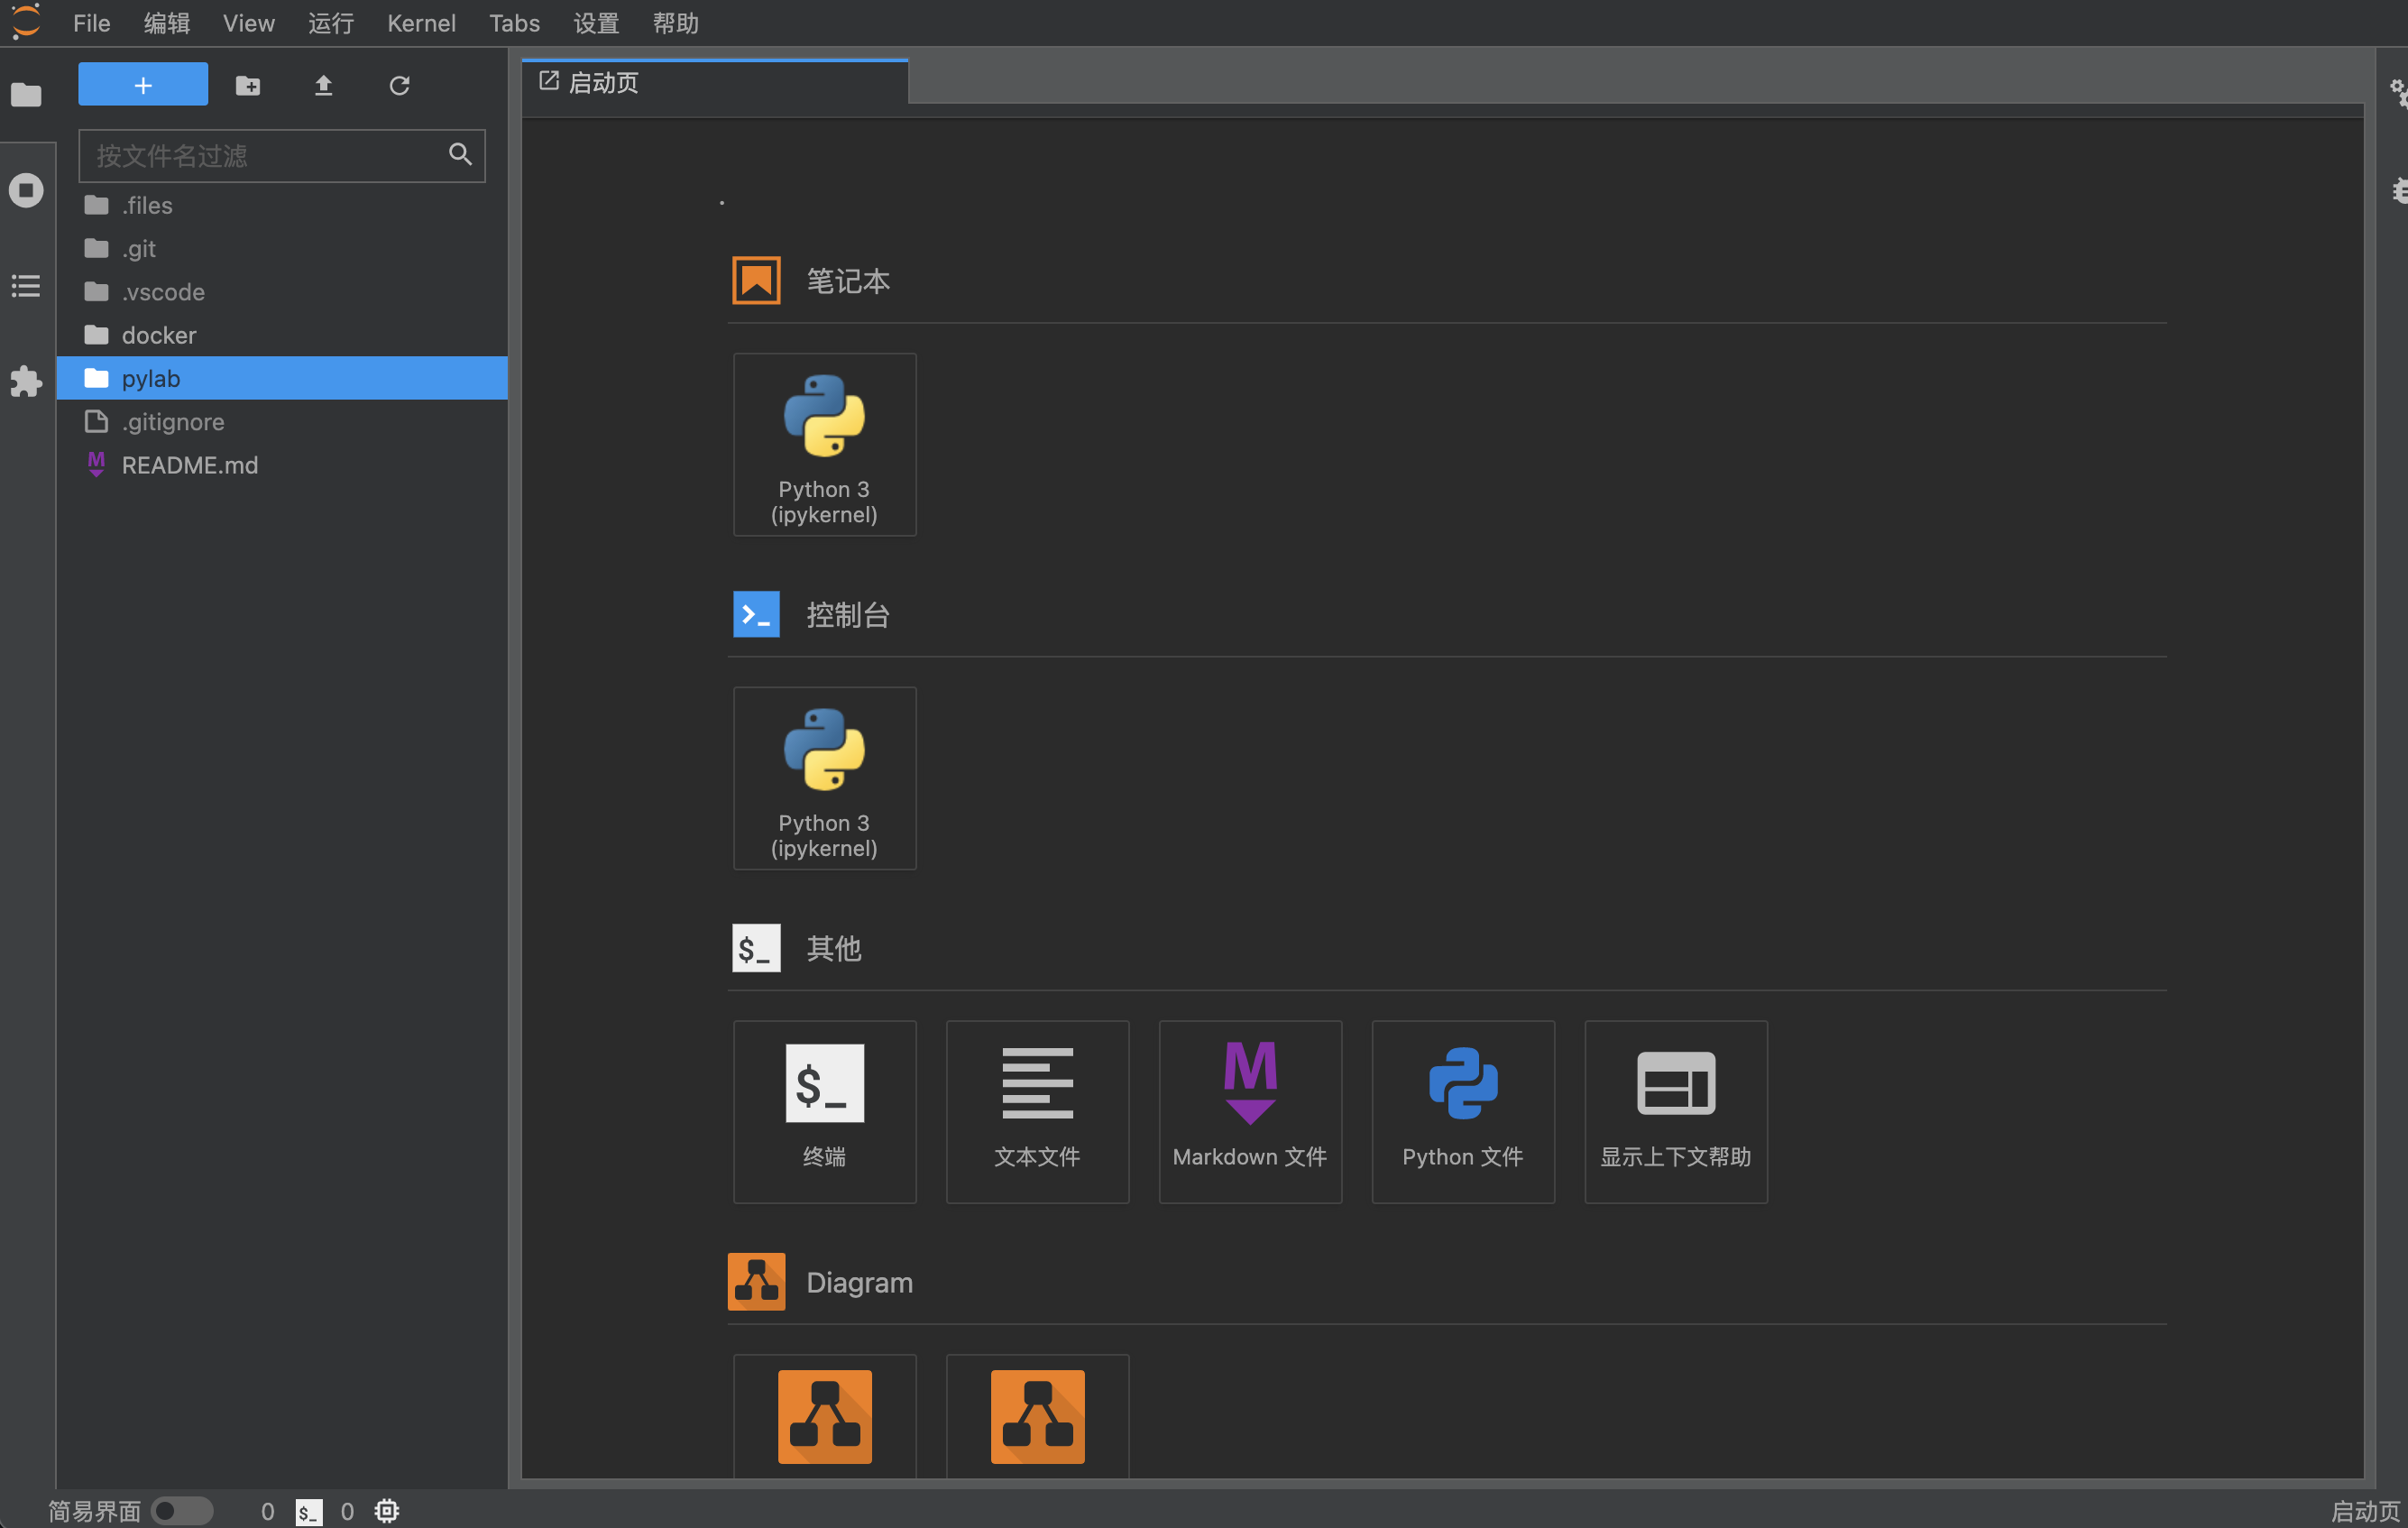 File 编辑 View 运行 Kernel Tabs 设置 帮助
+
启动页
按文件名过滤
.files
.git
.vscode
docker
pylab
.gitignore
README.md
.
笔记本
Python 3
(ipykernel)
控制台
Python 3
(ipykernel)
$_ 其他
$_
终端
文本文件
M
Markdown 文件
Python 文件
显示上下文帮助
Diagram
简易界面 0 $_ 0 启动页